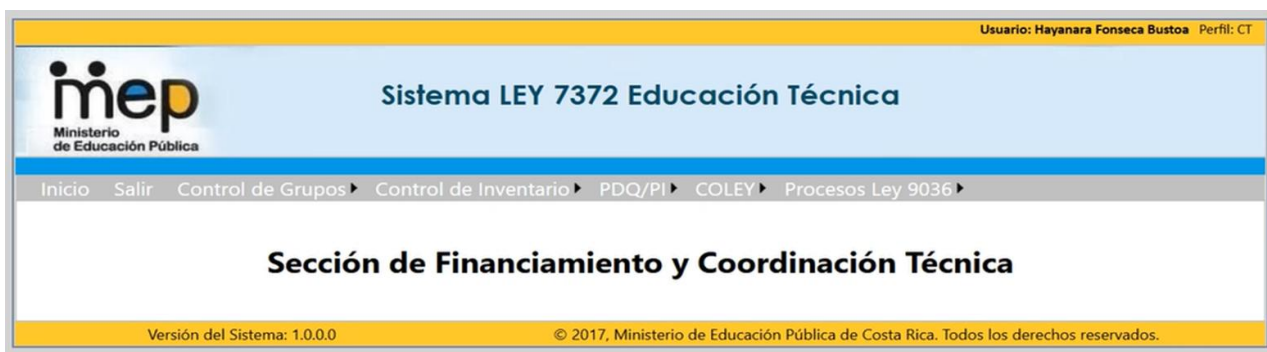 Usuario: Hayanara Fonseca Bustoa Perfil: CT
mep
Ministerio
de Educación Pública
Sistema LEY 7372 Educación Técnica
Inicio Salir Control de Grupos Control de Inventario PDQ/PI COLEY Procesos Ley 9036
Sección de Financiamiento y Coordinación Técnica
Versión del Sistema: 1.0.0.0 © 2017, Ministerio de Educación Pública de Costa Rica. Todos los derechos reservados.